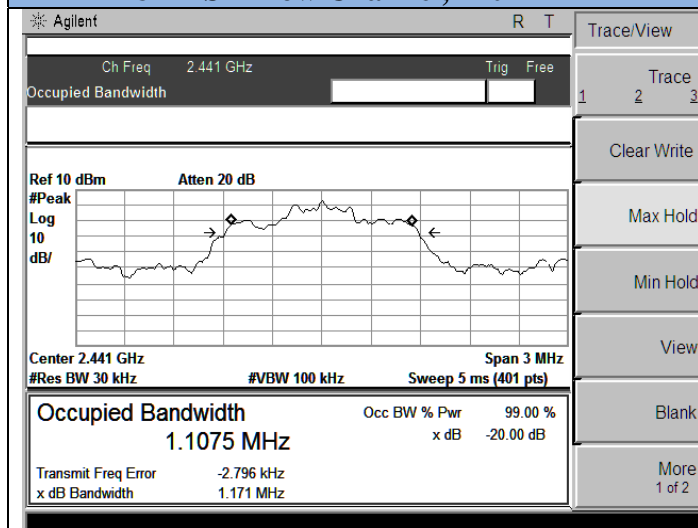 Agilent R T
Trace/View
Ch Freq 2.441 GHz Trig Free
Occupied Bandwidth
Trace
1 2 3
Clear Write
Ref 10 dBm Atten 20 dB
#Peak
Log
10
dB/
Max Hold
Min Hold
View
Center 2.441 GHz Span 3 MHz
#Res BW 30 kHz #VBW 100 kHz Sweep 5 ms (401 pts)
Occupied Bandwidth Occ BW % Pwr 99.00 %
1.1075 MHz x dB -20.00 dB
Blank
Transmit Freq Error -2.796 kHz
x dB Bandwidth 1.171 MHz
More
1 of 2